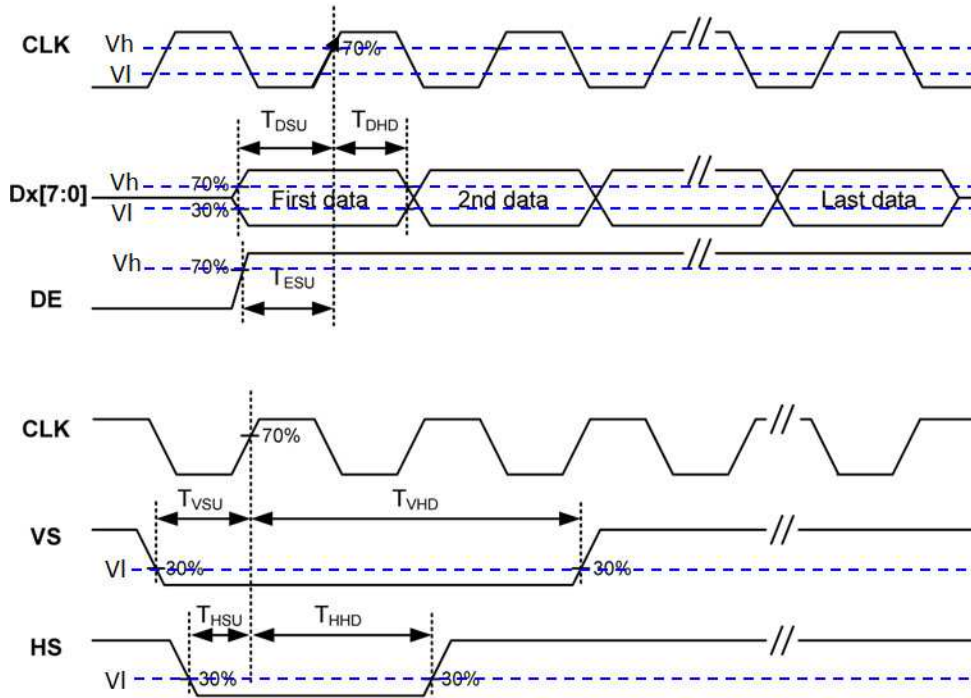 CLK
Vh
Vl
70%
//
TDSU
TDHD
Dx[7:0]
Vh
70%
Vl
30%
First data
2nd data
//
Last data
Vh
70%
//
TESU
DE
CLK
70%
//
TVSU
TVHD
VS
//
Vl
30%
30%
THSU
THHD
HS
//
Vl
30%
30%